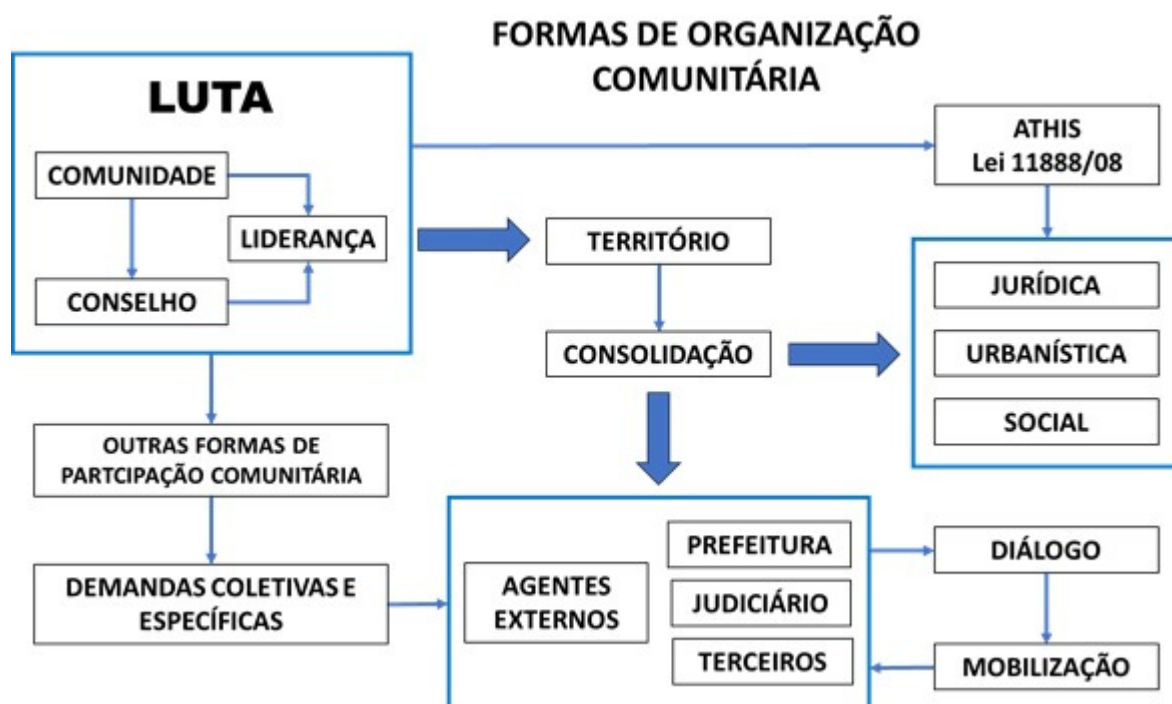 FORMAS DE ORGANIZAÇÃO
COMUNITÁRIA
LUTA
COMUNIDADE
LIDERANÇA
CONSELHO
ATHIS
Lei 11888/08
TERRITÓRIO
CONSOLIDAÇÃO
JURÍDICA
URBANÍSTICA
SOCIAL
OUTRAS FORMAS DE
PARTCIPAÇÃO COMUNITÁRIA
DEMANDAS COLETIVAS E
ESPECÍFICAS
AGENTES
EXTERNOS
PREFEITURA
JUDICIÁRIO
TERCEIROS
DIÁLOGO
MOBILIZAÇÃO